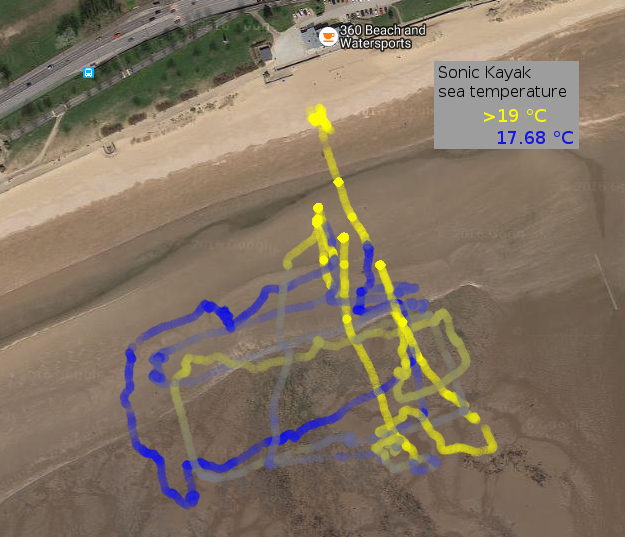 360 Beach and
Watersports
Sonic Kayak
sea temperature
>19 °C
17.68 °C